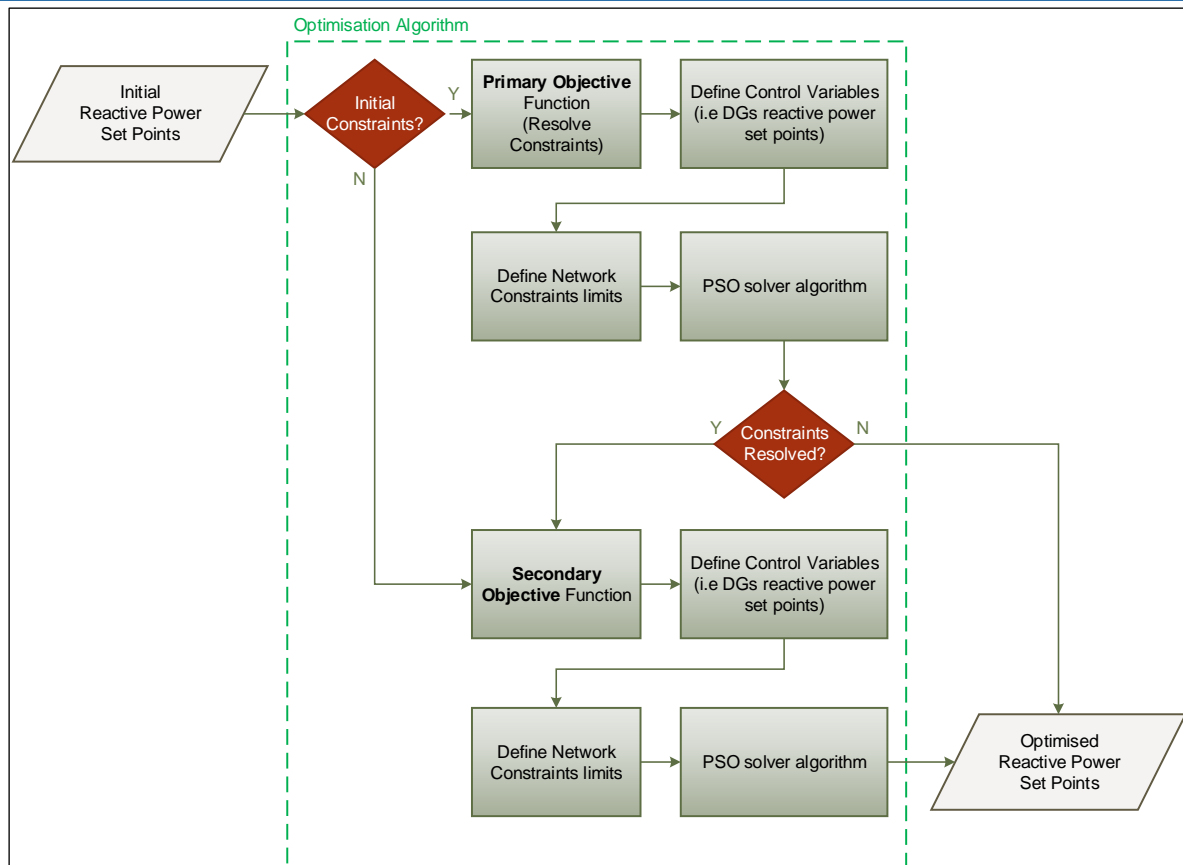 Optimisation Algorithm
Initial
Reactive Power
Set Points
Initial
Constraints?
Y
N
Primary Objective
Function
(Resolve
Constraints)
Define Control Variables
(i.e DGs reactive power
set points)
Define Network
Constraints limits
PSO solver algorithm
Constraints
Resolved?
Y
N
Secondary
Objective Function
Define Control Variables
(i.e DGs reactive power
set points)
Define Network
Constraints limits
PSO solver algorithm
Optimised
Reactive Power
Set Points